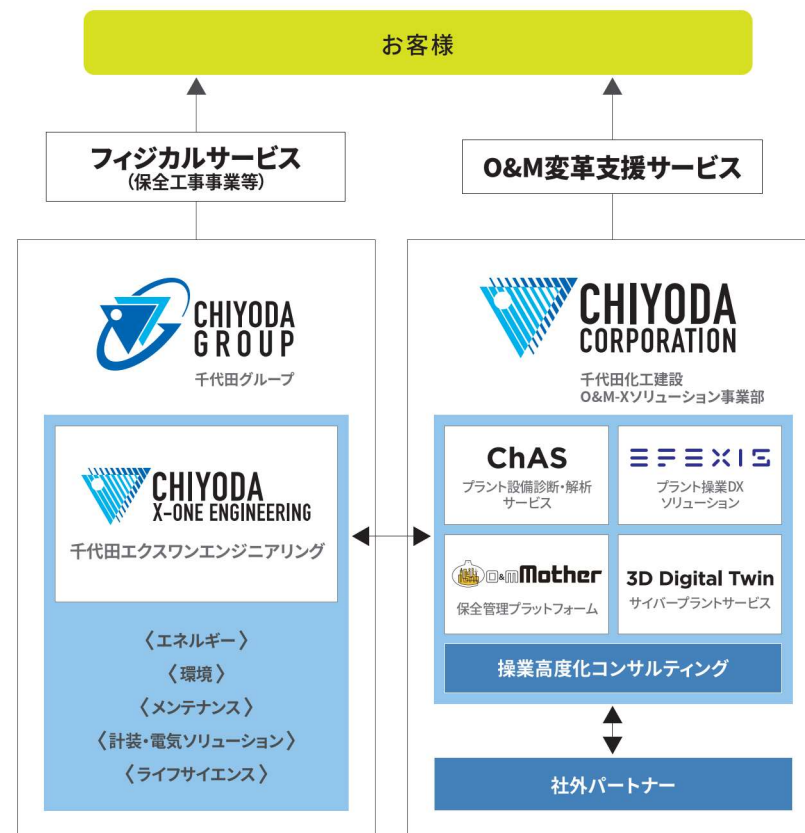 お客様
フィジカルサービス
(保全工事事業等)
O&M変革支援サービス
CHIYODA
GROUP
千代田グループ
CHIYODA
X-ONE ENGINEERING
千代田エクスワンエンジニアリング
〈エネルギー〉
〈環境〉
〈メンテナンス〉
〈計装・電気ソリューション〉
〈ライフサイエンス〉
CHIYODA
CORPORATION
千代田化工建設
O&M-Xソリューション事業部
ChAS
プラント設備診断・解析
サービス
EFEXIS
プラント操業DX
ソリューション
O&M Mother
保全管理プラットフォーム
3D Digital Twin
サイバープラントサービス
操業高度化コンサルティング
社外パートナー